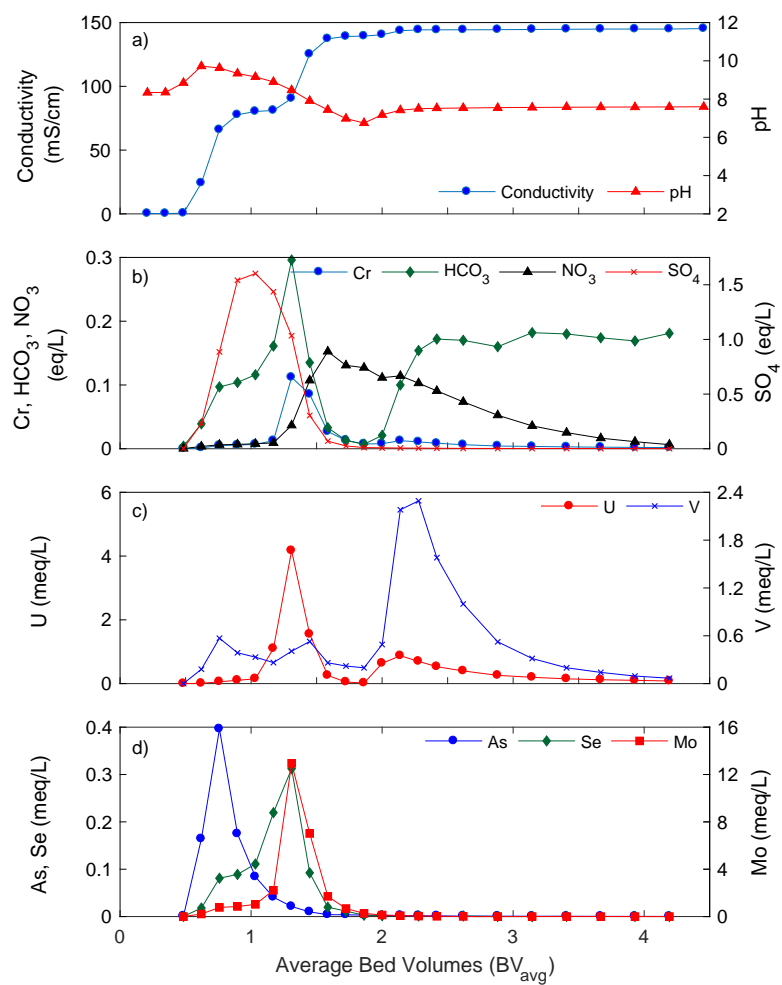 150
100
50
0
Conductivity
(mS/cm)
a)
Conductivity pH
12
10
8
6
4
2
pH
0.3
0.2
0.1
0
Cr, HCO3, NO3
(eq/L)
b)
Cr HCO3 NO3 SO4
1.5
1.0
0.5
0
SO4 (eq/L)
6
4
2
0
U (meq/L)
c)
U V
2.4
1.8
1.2
0.6
0
V (meq/L)
0.4
0.3
0.2
0.1
0
As, Se (meq/L)
d)
As Se Mo
16
12
8
4
0
Mo (meq/L)
0 1 2 3 4
Average Bed Volumes (BVavg)